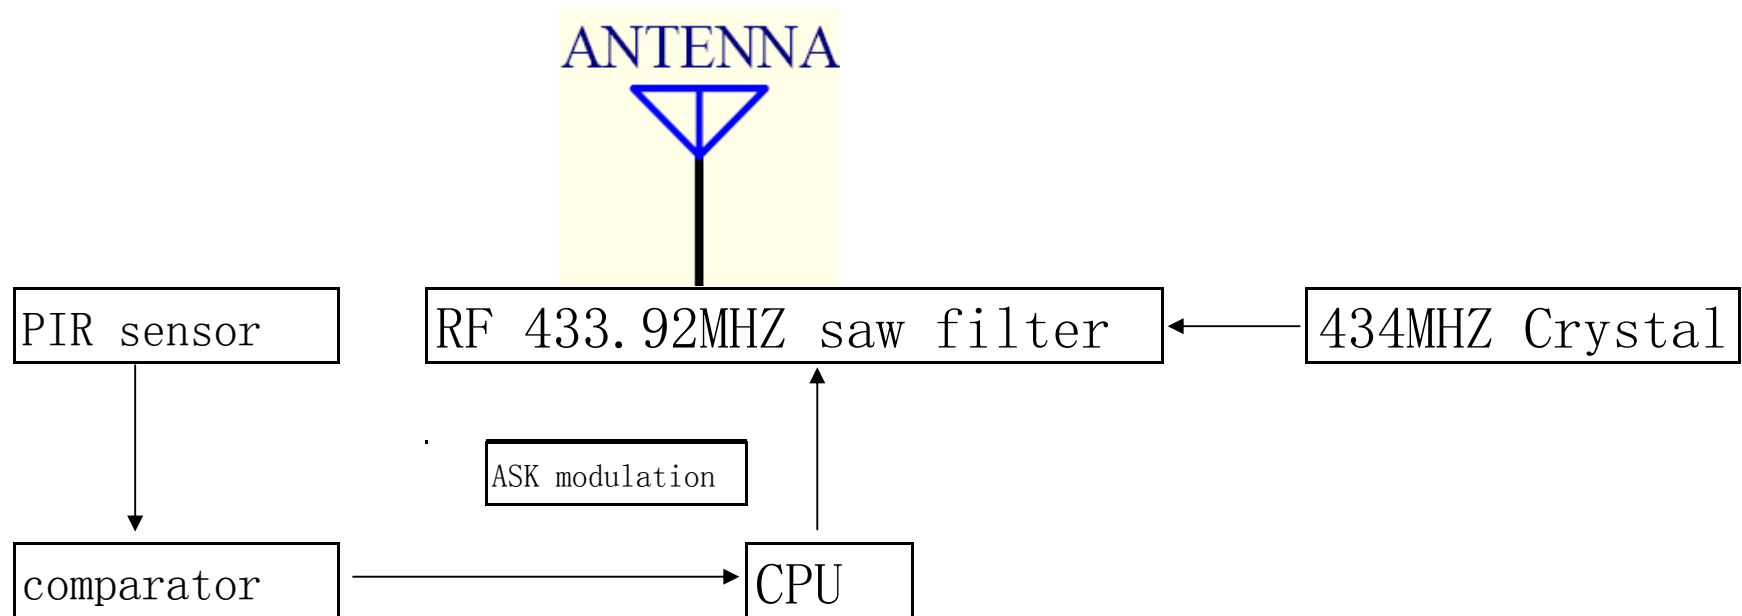 ANTENNA
PIR sensor
RF 433.92MHZ saw filter
434MHZ Crystal
ASK modulation
comparator
CPU